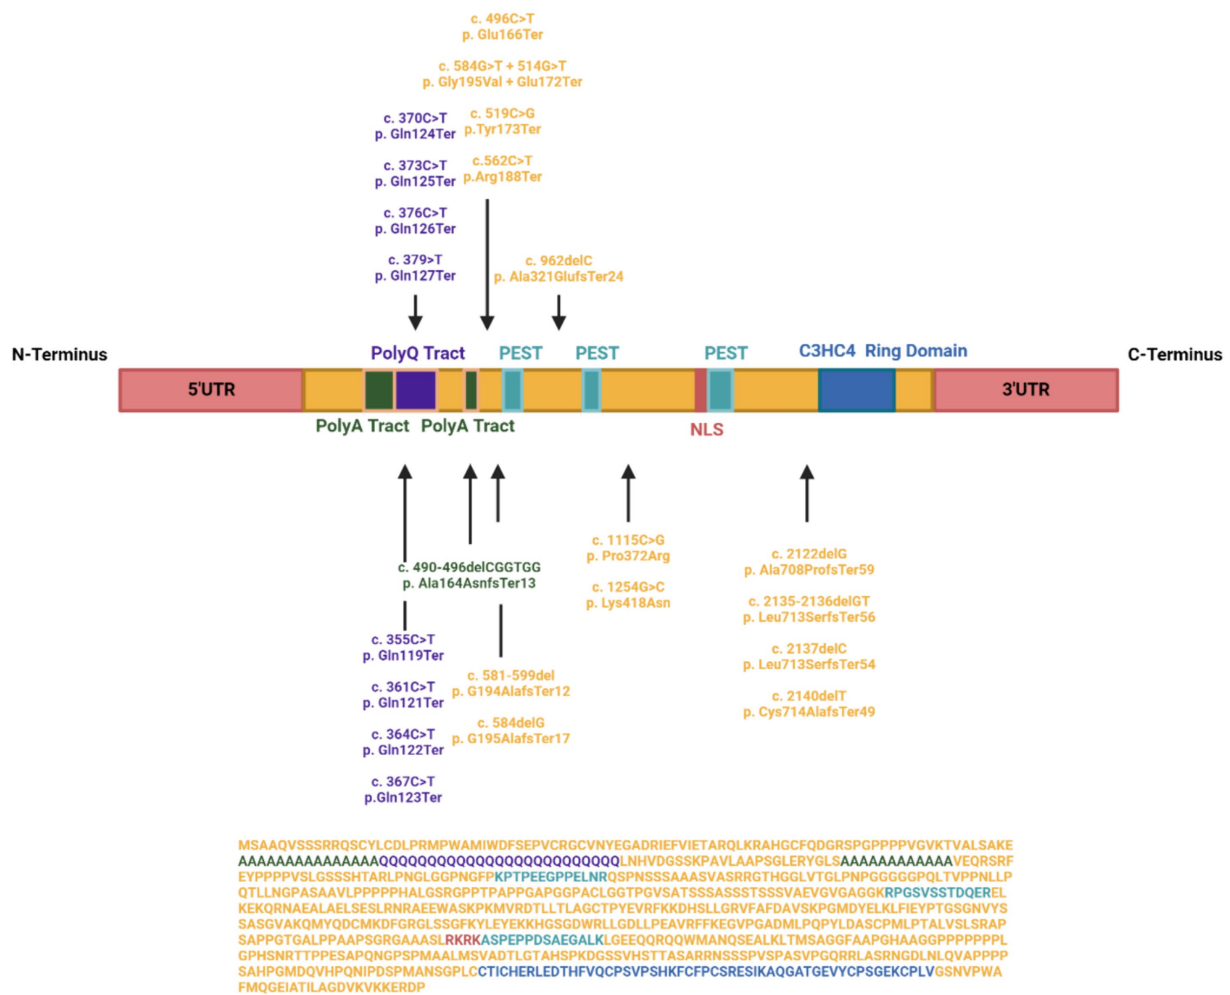 c. 496C>T
p. Glu166Ter
c. 584G>T + 514G>T
p. Gly195Val + Glu172Ter
c. 370C>T
p. Gln124Ter
c. 519C>G
p.Tyr173Ter
c. 373C>T
p. Gln125Ter
c.562C>T
p.Arg188Ter
c. 376C>T
p. Gln126Ter
c. 379>T
p. Gln127Ter
c. 962delC
p. Ala321GlufsTer24
N-Terminus
PolyQ Tract
PEST
PEST
PEST
C3HC4 Ring Domain
C-Terminus
5'UTR
3'UTR
PolyA Tract
PolyA Tract
NLS
c. 490-496delCGGTGG
p. Ala164AsnfsTer13
c. 1115C>G
p. Pro372Arg
c. 1254G>C
p. Lys418Asn
c. 2122delG
p. Ala708ProfsTer59
c. 2135-2136delGT
p. Leu713SerfsTer56
c. 2137delC
p. Leu713SerfsTer54
c. 2140delT
p. Cys714AlafsTer49
c. 355C>T
p. Gln119Ter
c. 361C>T
p. Gln121Ter
c. 364C>T
p. Gln122Ter
c. 367C>T
p.Gln123Ter
c. 581-599del
p. G194AlafsTer12
c. 584delG
p. G195AlafsTer17
MSAAQVSSSRRQSCYLCDLPRMPWAMIWDFSEPVCRGCVNYEGADRIEFVIETARQLKRAHGCFQDGRSPGPPPPVGVKTVALSAKE
AAAAAAAAAAAAAAAQQQQQQQQQQQQQQQQQQQQQQQQQLNHVDGSSKPAVLAAPSGLERYGLSAAAAAAAAAAAAVEQRSRF
EYPPPPVSLGSSSHTARLPNGLGGPNGFPKPTPEEGPPELNRQSPNSSSAAASVASRRGTHGGLVTGLPNPGGGGGPQLTVPPNLLP
QTLLNGPASAAVLPPPPPHALGSRGPPTPAPPGAPGGPACLGGTPGVSATSSSASSSTSSSVAEVGVGAGGKRPGSVSSTDQEREL
KEKQRNAEALAELSESLRNRAEEWASKPKMVRDTLLTLAGCTPYEVRFKKDHSLLGRVFAFDAVSKPGMDYELKLFIEYPTGSGNVYS
SASGVAKQMYQDCMKDFGRGLSSGFKYLEYEKKHGSGDWRLLGDLLPEAVRFFKEGVPGADMLPQPYLDASCPMLPTALVSLSRAP
SAPPGTGALPPAAPSGRGAAASLRKRKASPEPPDSAEGALKLGEEQQRQQWMANQSEALKLTMSAGGFAAPGHAAGGPPPPPPPL
GPHSNRTTPPESAPQNGPSPMAALMSVADTLGTAHSPKDGSSVHSTTASARRNSSSPVSPASVPGQRRLASRNGDLNLQVAPPPP
SAHPGMDQVHPQNIPDSPMANSGPLCCTICHERLEDTHFVQCPSVPSHKFCFPCSRESIKAQGATGEVYCPSGEKCPLVGSNVPWA
FMQGEIATILAGDVKVKKERDP